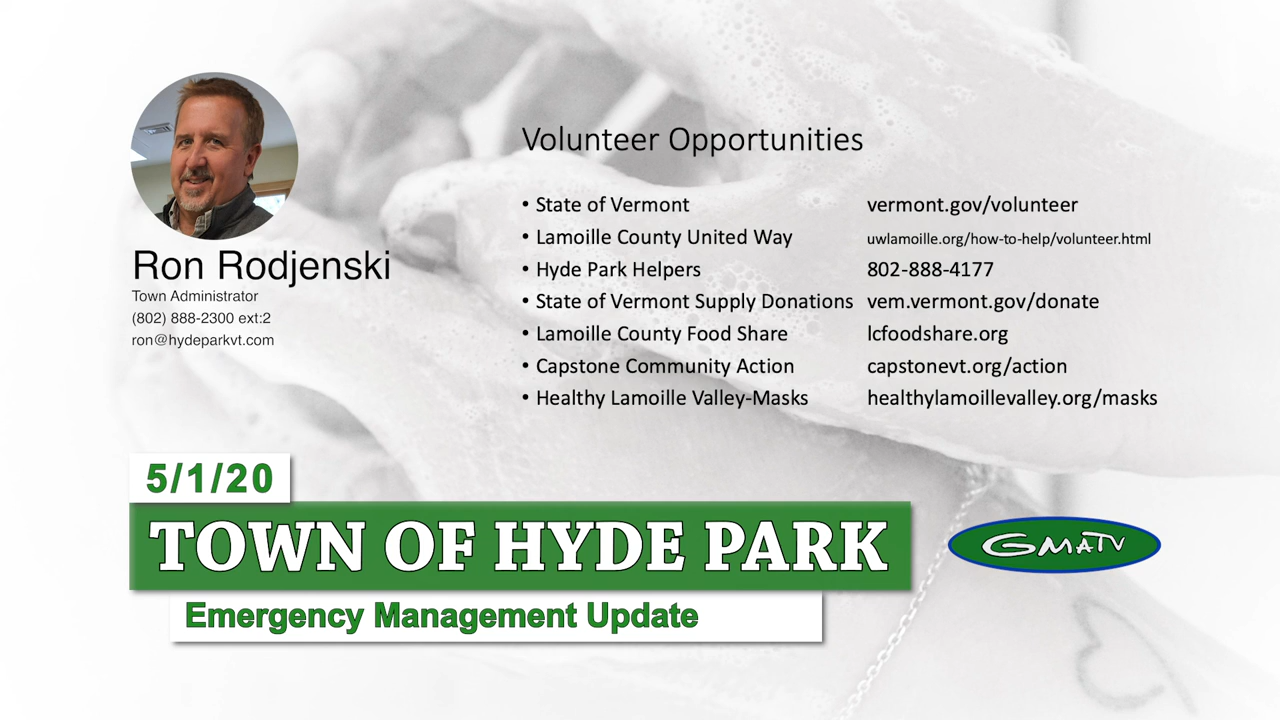 Ron Rodjenski
Town Administrator
(802) 888-2300 ext:2
ron@hydeparkvt.com
Volunteer Opportunities
• State of Vermont vermont.gov/volunteer
• Lamoille County United Way uwlamoille.org/how-to-help/volunteer.html
• Hyde Park Helpers 802-888-4177
• State of Vermont Supply Donations vem.vermont.gov/donate
• Lamoille County Food Share lcfoodshare.org
• Capstone Community Action capstonevt.org/action
• Healthy Lamoille Valley-Masks healthylamoillevalley.org/masks
5/1/20
TOWN OF HYDE PARK
GMATV
Emergency Management Update